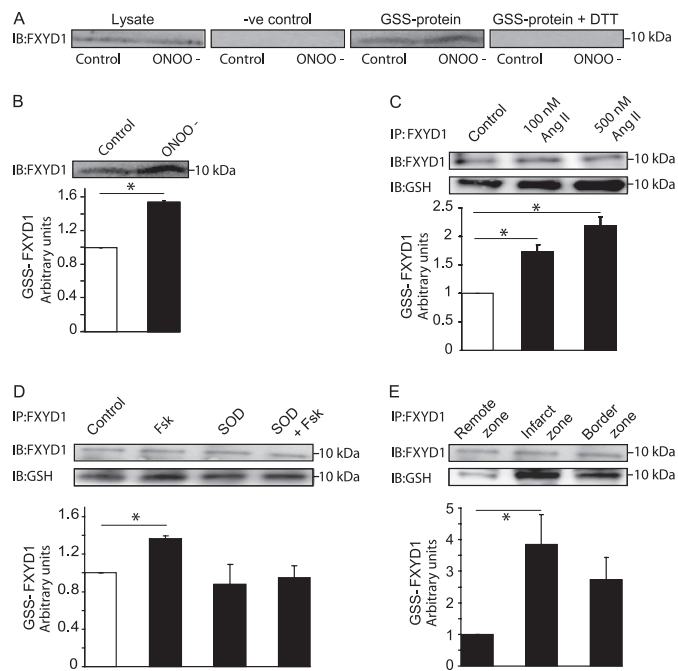 A
Lysate
-ve control
GSS-protein
GSS-protein + DTT
IB:FXYD1
-10 kDa
Control
ONOO -
Control
ONOO -
Control
ONOO -
Control
ONOO -
B
Control
ONOO -
IB:FXYD1
-10 kDa
1.6
1.2
0.8
0.4
0
*
GSS- FXYD1
Arbitrary units
C
IP:FXYD1
Control
100 nM
Ang II
500 nM
Ang II
IB:FXYD1
-10 kDa
IB:GSH
-10 kDa
2.5
2
1.5
1
0.5
0
*
*
GSS- FXYD1
Arbitrary units
D
IP:FXYD1
Control
Fsk
SOD
SOD
+ Fsk
IB:FXYD1
-10 kDa
IB:GSH
-10 kDa
1.6
1.2
0.8
0.4
0
*
GSS- FXYD1
Arbitrary units
E
IP:FXYD1
Remote
zone
Infarct
zone
Border
zone
IB:FXYD1
-10 kDa
IB:GSH
-10 kDa
5
4
3
2
1
0
*
GSS- FXYD1
Arbitrary units